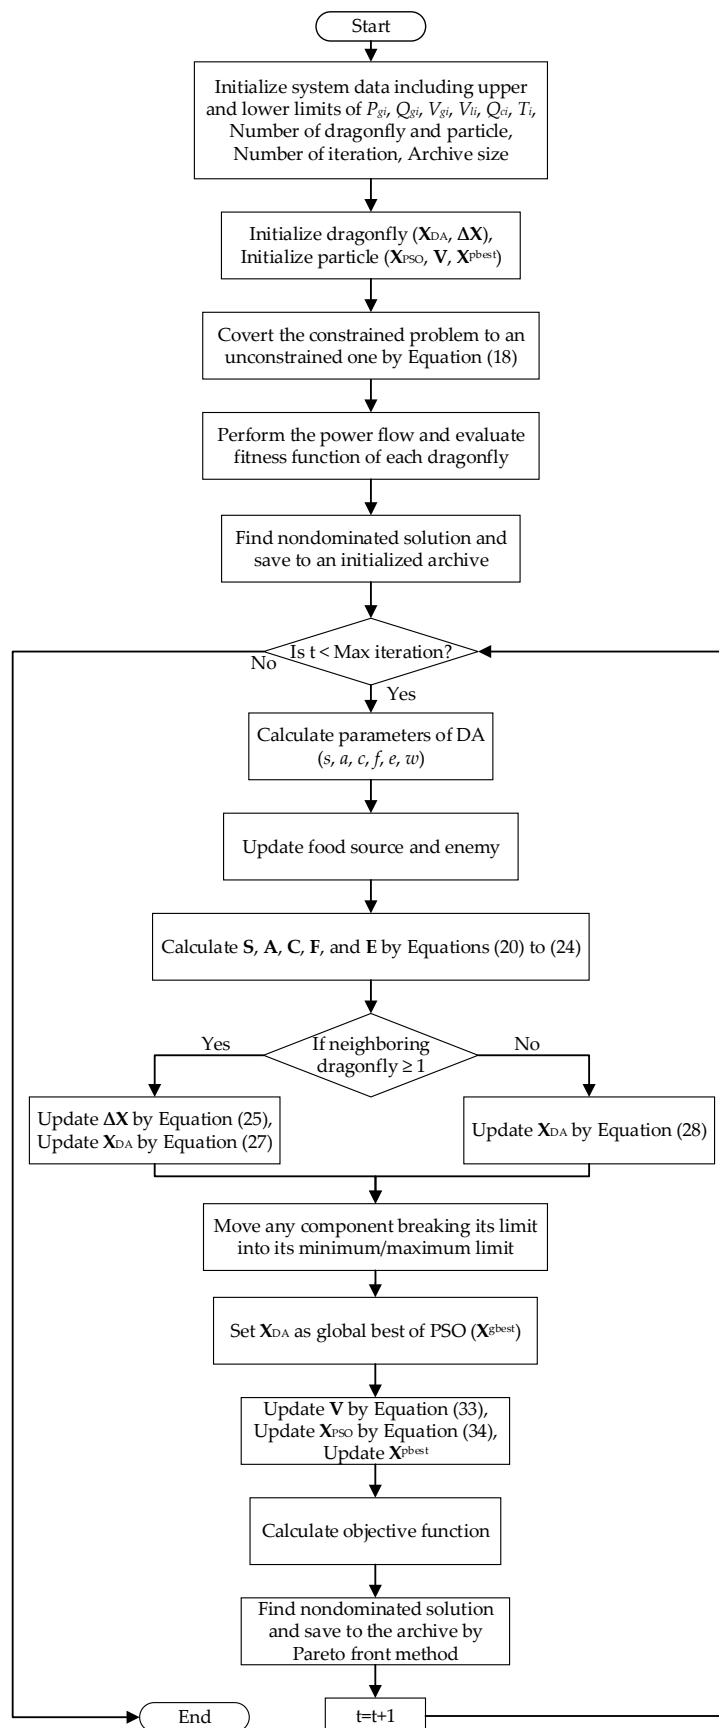 Start
Initialize system data including upper
and lower limits of Pgi, Qgi, Vgi, Vli, Qci, Ti,
Number of dragonfly and particle,
Number of iteration, Archive size
Initialize dragonfly (XDA, ΔX),
Initialize particle (XPSO, V, Xpbest)
Covert the constrained problem to an
unconstrained one by Equation (18)
Perform the power flow and evaluate
fitness function of each dragonfly
Find nondominated solution and
save to an initialized archive
Is t < Max iteration?
No
Yes
Calculate parameters of DA
(s, a, c, f, e, w)
Update food source and enemy
Calculate S, A, C, F, and E by Equations (20) to (24)
If neighboring
dragonfly ≥ 1
Yes
No
Update ΔX by Equation (25),
Update XDA by Equation (27)
Update XDA by Equation (28)
Move any component breaking its limit
into its minimum/maximum limit
Set XDA as global best of PSO (Xgbest)
Update V by Equation (33),
Update XPSO by Equation (34),
Update Xpbest
Calculate objective function
Find nondominated solution
and save to the archive by
Pareto front method
End
t=t+1